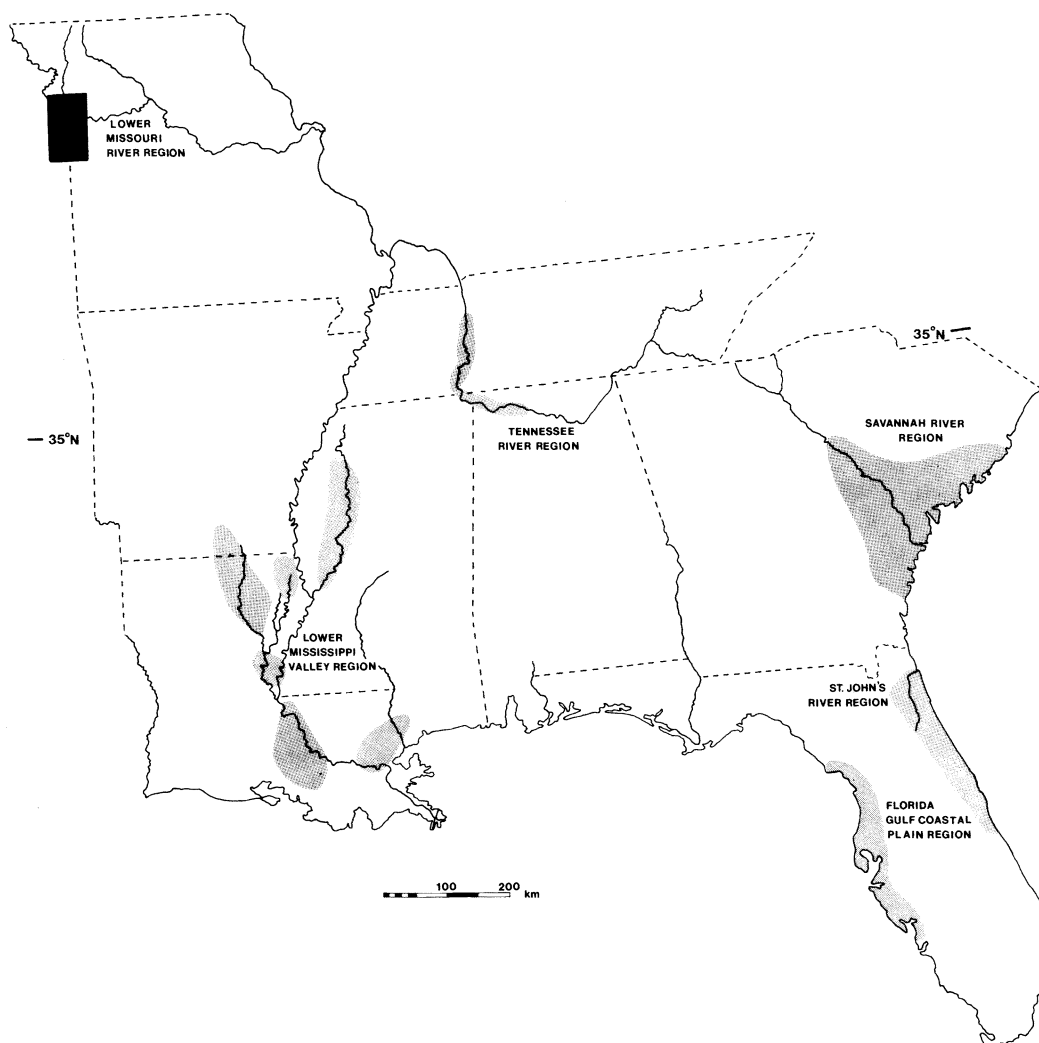 LOWER
MISSOURI
RIVER REGION
35°N
35°N
SAVANNAH RIVER
REGION
TENNESSEE
RIVER REGION
LOWER
MISSISSIPPI
VALLEY REGION
ST. JOHN'S
RIVER REGION
FLORIDA
GULF COASTAL
PLAIN REGION
100 200 km